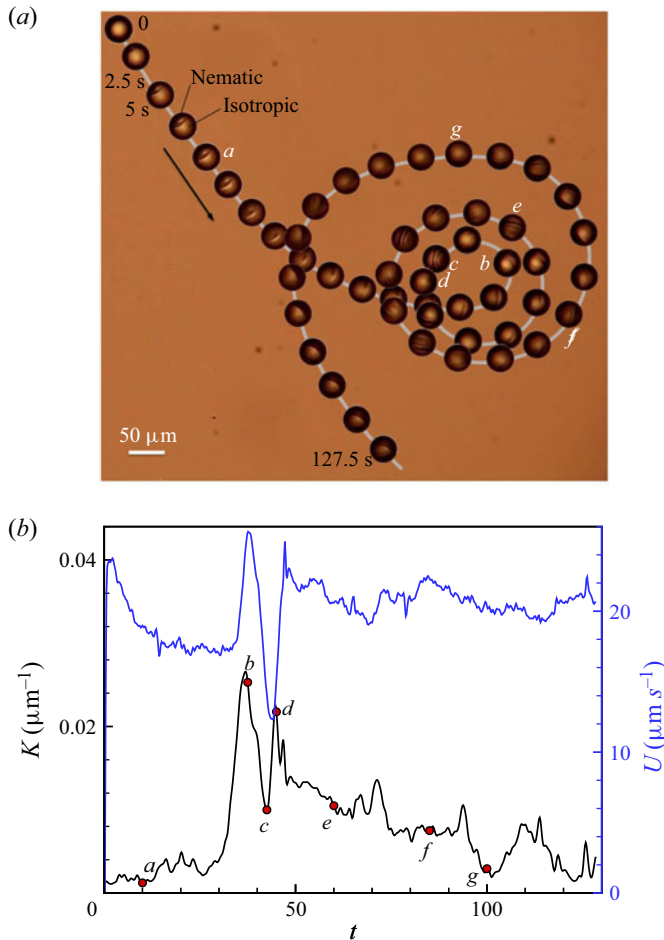 (a)
0
2.5 s
5 s
Nematic
Isotropic
a
g
e
c
b
d
f
50 μm
127.5 s
(b)
0.04
0.02
0
K (μm⁻¹)
a
b
c
d
e
f
g
20
10
0
U (μm s⁻¹)
50
100
t